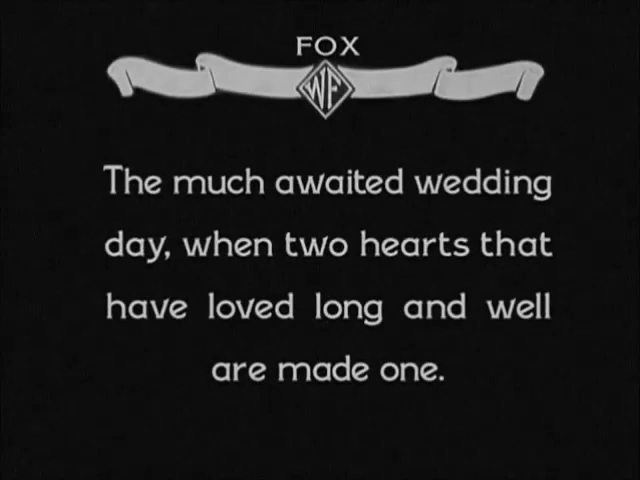 FOX
WF
The much awaited wedding
day, when two hearts that
have loved long and well
are made one.